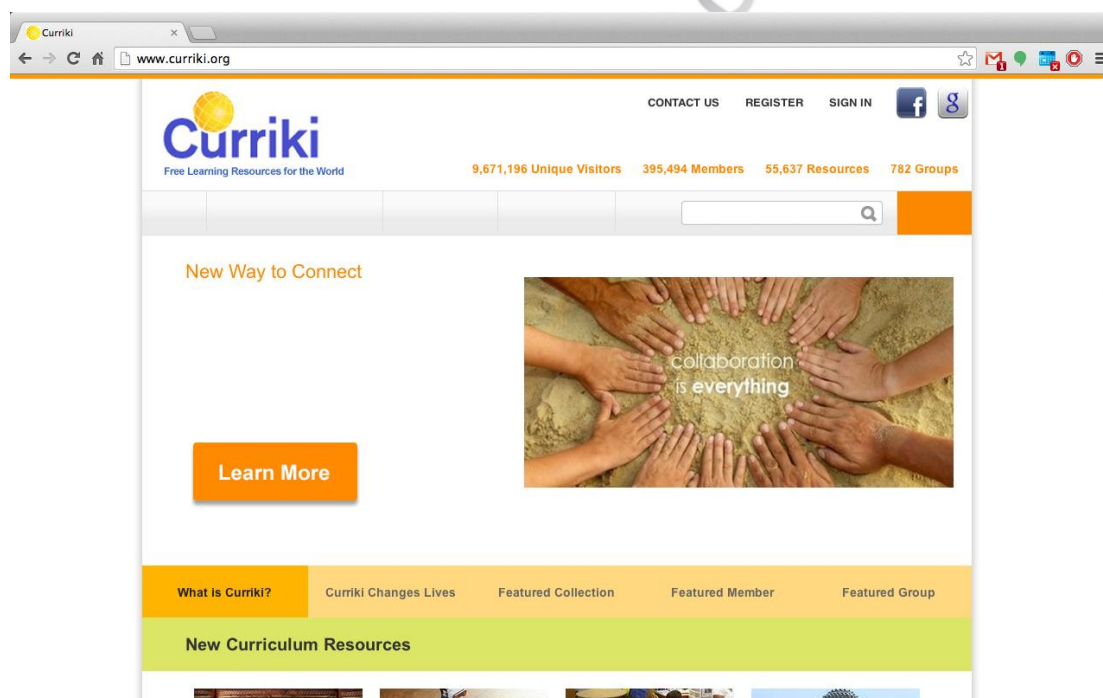 Curriki
www.curriki.org
1
CONTACT US REGISTER SIGN IN
f g
Curriki
Free Learning Resources for the World
9,671,196 Unique Visitors 395,494 Members 55,637 Resources 782 Groups
New Way to Connect
collaboration
is everything
Learn More
What is Curriki? Curriki Changes Lives Featured Collection Featured Member Featured Group
New Curriculum Resources